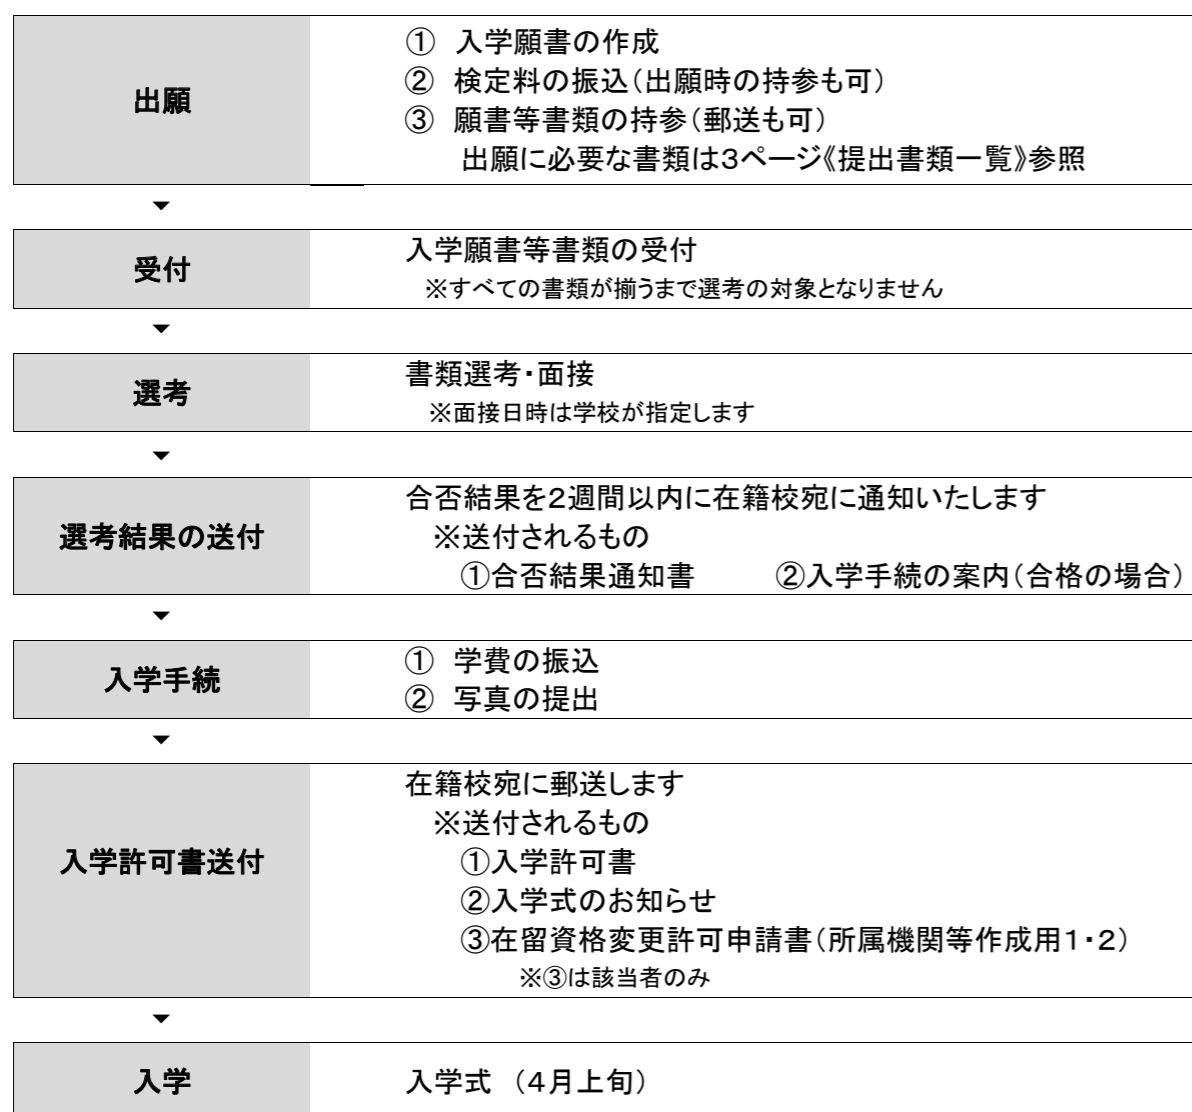 出願
① 入学願書の作成
② 検定料の振込(出願時の持参も可)
③ 願書等書類の持参(郵送も可)
出願に必要な書類は3ページ《提出書類一覧》参照
受付
入学願書等書類の受付
※すべての書類が揃うまで選考の対象となりません
選考
書類選考・面接
※面接日時は学校が指定します
選考結果の送付
合否結果を2週間以内に在籍校宛に通知いたします
※送付されるもの
①合否結果通知書 ②入学手続の案内(合格の場合)
入学手続
① 学費の振込
② 写真の提出
入学許可書送付
在籍校宛に郵送します
※送付されるもの
①入学許可書
②入学式のお知らせ
③在留資格変更許可申請書(所属機関等作成用1・2)
※③は該当者のみ
入学
入学式 (4月上旬)